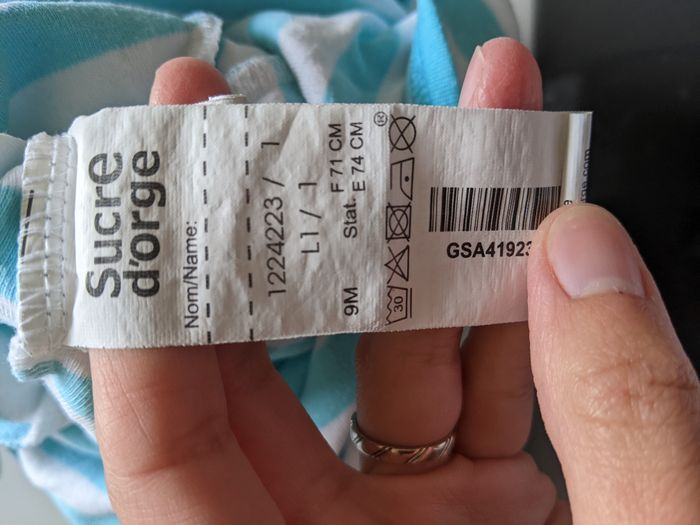 Sucre
d'orge
Nom/Name:
1224223 / 1
L1 / 1
F 71 CM
Stat. E 74 CM
9M
®
30
GSA41923